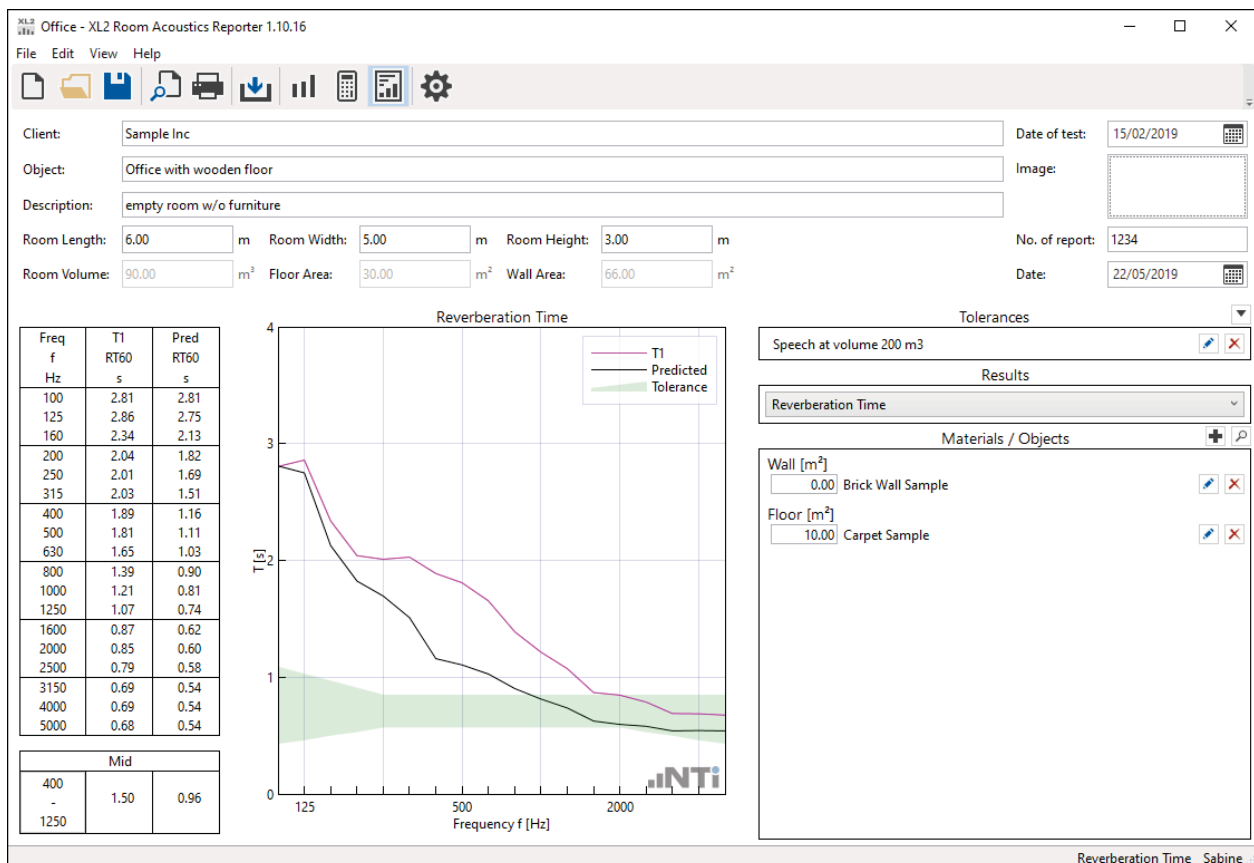 XL2 Office - XL2 Room Acoustics Reporter 1.10.16
File Edit View Help
Client: Sample Inc Date of test: 15/02/2019
Object: Office with wooden floor Image:
Description: empty room w/o furniture
Room Length: 6.00 m Room Width: 5.00 m Room Height: 3.00 m No. of report: 1234
Room Volume: 90.00 m³ Floor Area: 30.00 m² Wall Area: 66.00 m² Date: 22/05/2019
Freq T1 Pred
f RT60 RT60
Hz s s
100 2.81 2.81
125 2.86 2.75
160 2.34 2.13
200 2.04 1.82
250 2.01 1.69
315 2.03 1.51
400 1.89 1.16
500 1.81 1.11
630 1.65 1.03
800 1.39 0.90
1000 1.21 0.81
1250 1.07 0.74
1600 0.87 0.62
2000 0.85 0.60
2500 0.79 0.58
3150 0.69 0.54
4000 0.69 0.54
5000 0.68 0.54
Mid
400
- 1.50 0.96
1250
Reverberation Time
T1
Predicted
Tolerance
4
3
2
1
0
T [s]
125 500 2000
Frequency f [Hz]
NTi
Tolerances
Speech at volume 200 m3
Results
Reverberation Time
Materials / Objects
Wall [m²]
0.00 Brick Wall Sample
Floor [m²]
10.00 Carpet Sample
Reverberation Time Sabine